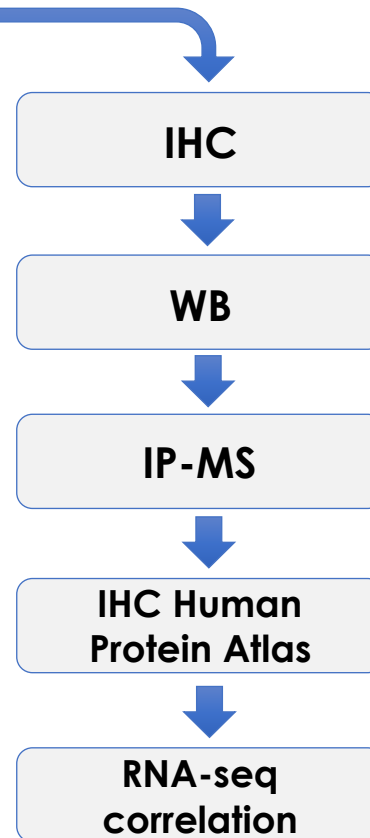 IHC
WB
IP-MS
IHC Human
Protein Atlas
RNA-seq
correlation